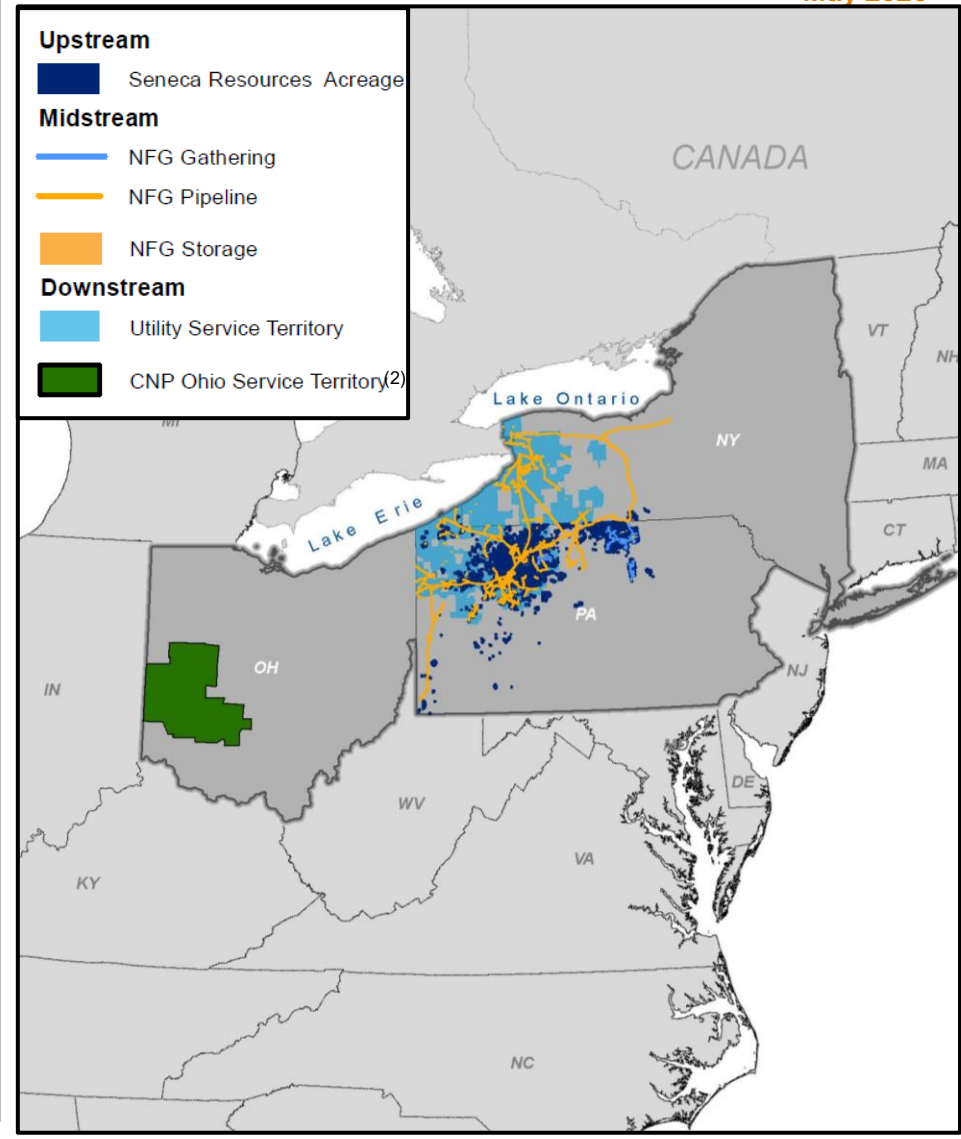 Upstream
Seneca Resources Acreage
Midstream
NFG Gathering
NFG Pipeline
NFG Storage
Downstream
Utility Service Territory
CNP Ohio Service Territory(2)
CANADA
VT
NH
MI
Lake Ontario
NY
MA
Lake Erie
CT
PA
OH
NJ
IN
MD
DE
WV
VA
KY
NC